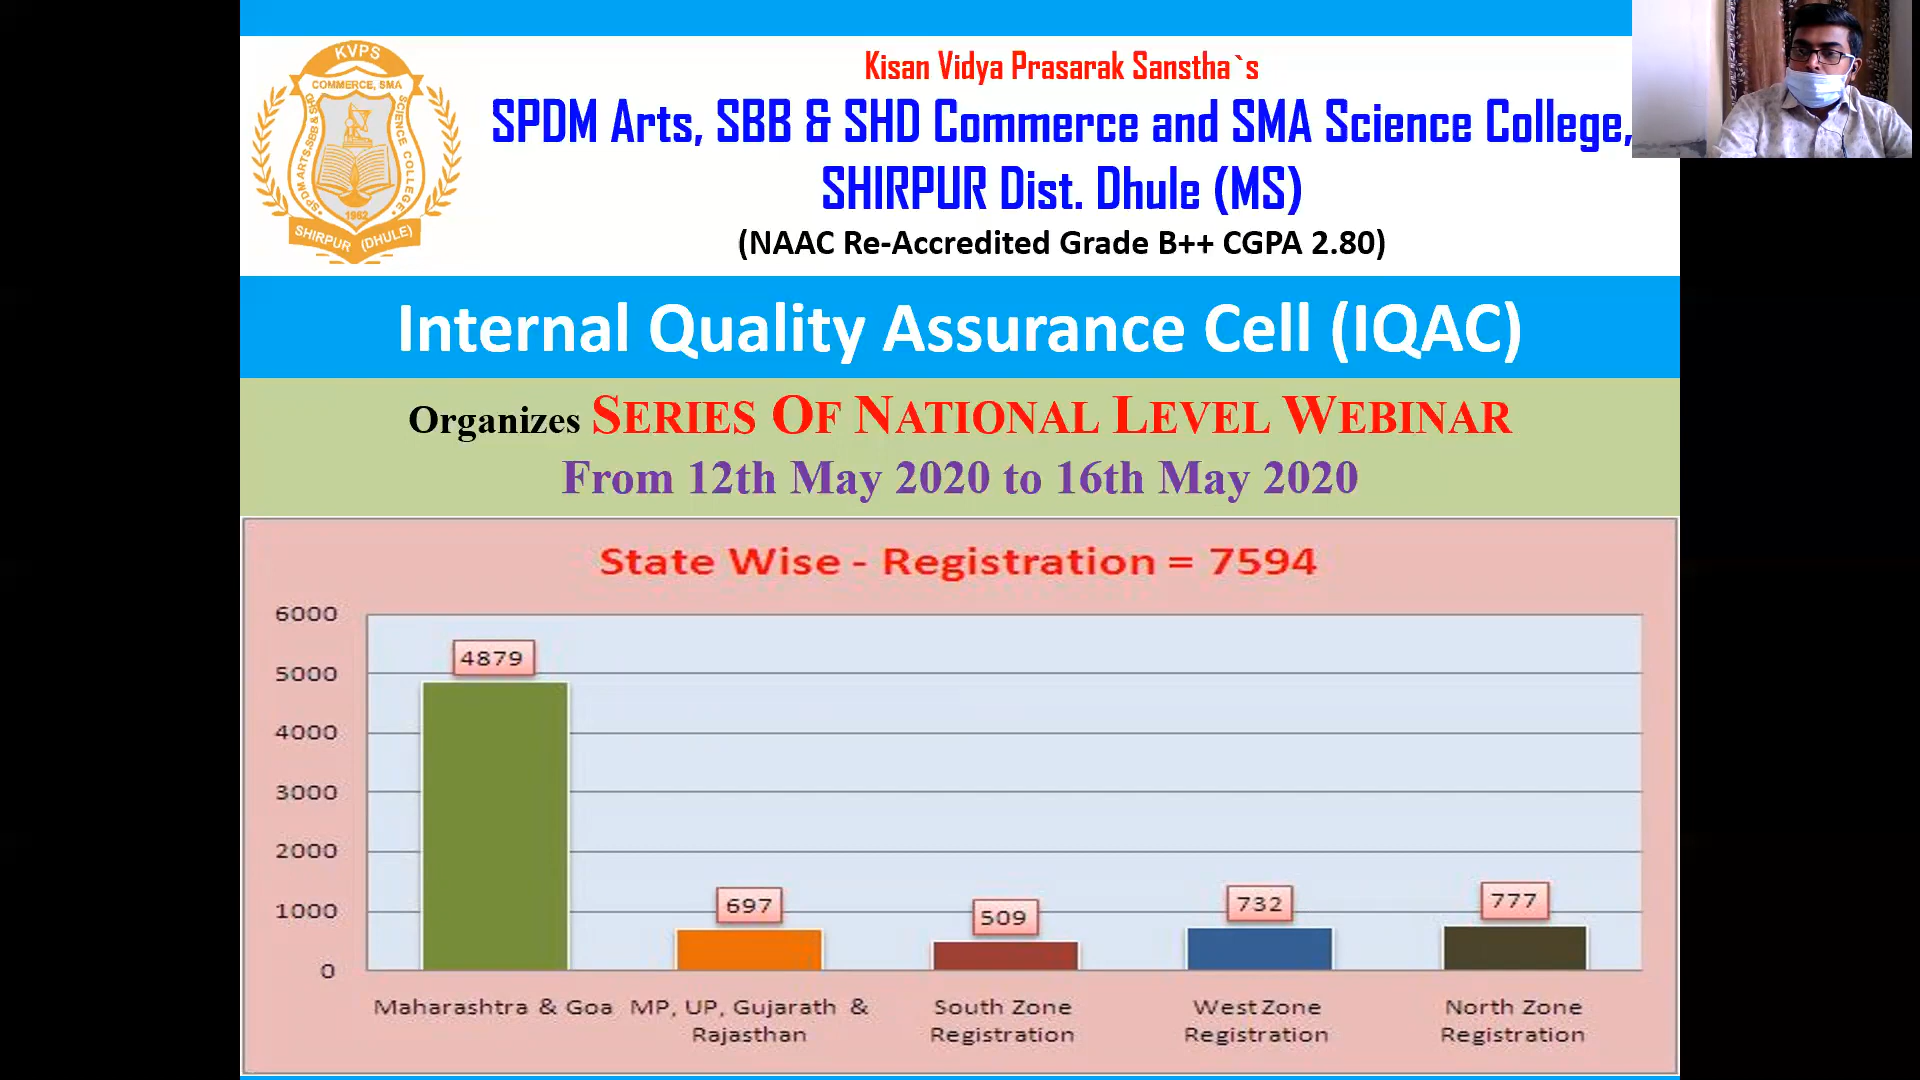 KVPS
COMMERCE, SMA
SPDM ARTS,SBB & SHD
SCIENCE COLLEGE
1962
SHIRPUR (DHULE)
Kisan Vidya Prasarak Sanstha`s
SPDM Arts, SBB & SHD Commerce and SMA Science College,
SHIRPUR Dist. Dhule (MS)
(NAAC Re-Accredited Grade B++ CGPA 2.80)
Internal Quality Assurance Cell (IQAC)
Organizes SERIES OF NATIONAL LEVEL WEBINAR
From 12th May 2020 to 16th May 2020
State Wise - Registration = 7594
6000
5000
4000
3000
2000
1000
0
4879
697
509
732
777
Maharashtra & Goa
MP, UP, Gujarath &
Rajasthan
South Zone
Registration
West Zone
Registration
North Zone
Registration